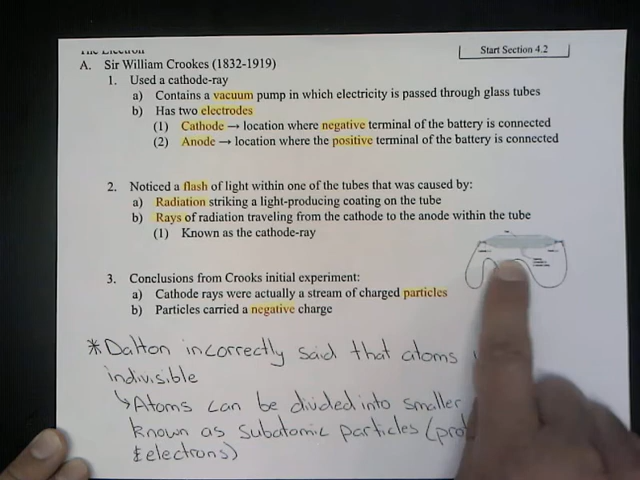 The Electron
Start Section 4.2
A. Sir William Crookes (1832-1919)
1. Used a cathode-ray
a) Contains a vacuum pump in which electricity is passed through glass tubes
b) Has two electrodes
(1) Cathode → location where negative terminal of the battery is connected
(2) Anode → location where the positive terminal of the battery is connected
2. Noticed a flash of light within one of the tubes that was caused by:
a) Radiation striking a light-producing coating on the tube
b) Rays of radiation traveling from the cathode to the anode within the tube
(1) Known as the cathode-ray
3. Conclusions from Crooks initial experiment:
a) Cathode rays were actually a stream of charged particles
b) Particles carried a negative charge
*Dalton incorrectly said that atoms
indivisible
↳Atoms can be divided into smaller
known as subatomic particles (pro
& electrons)